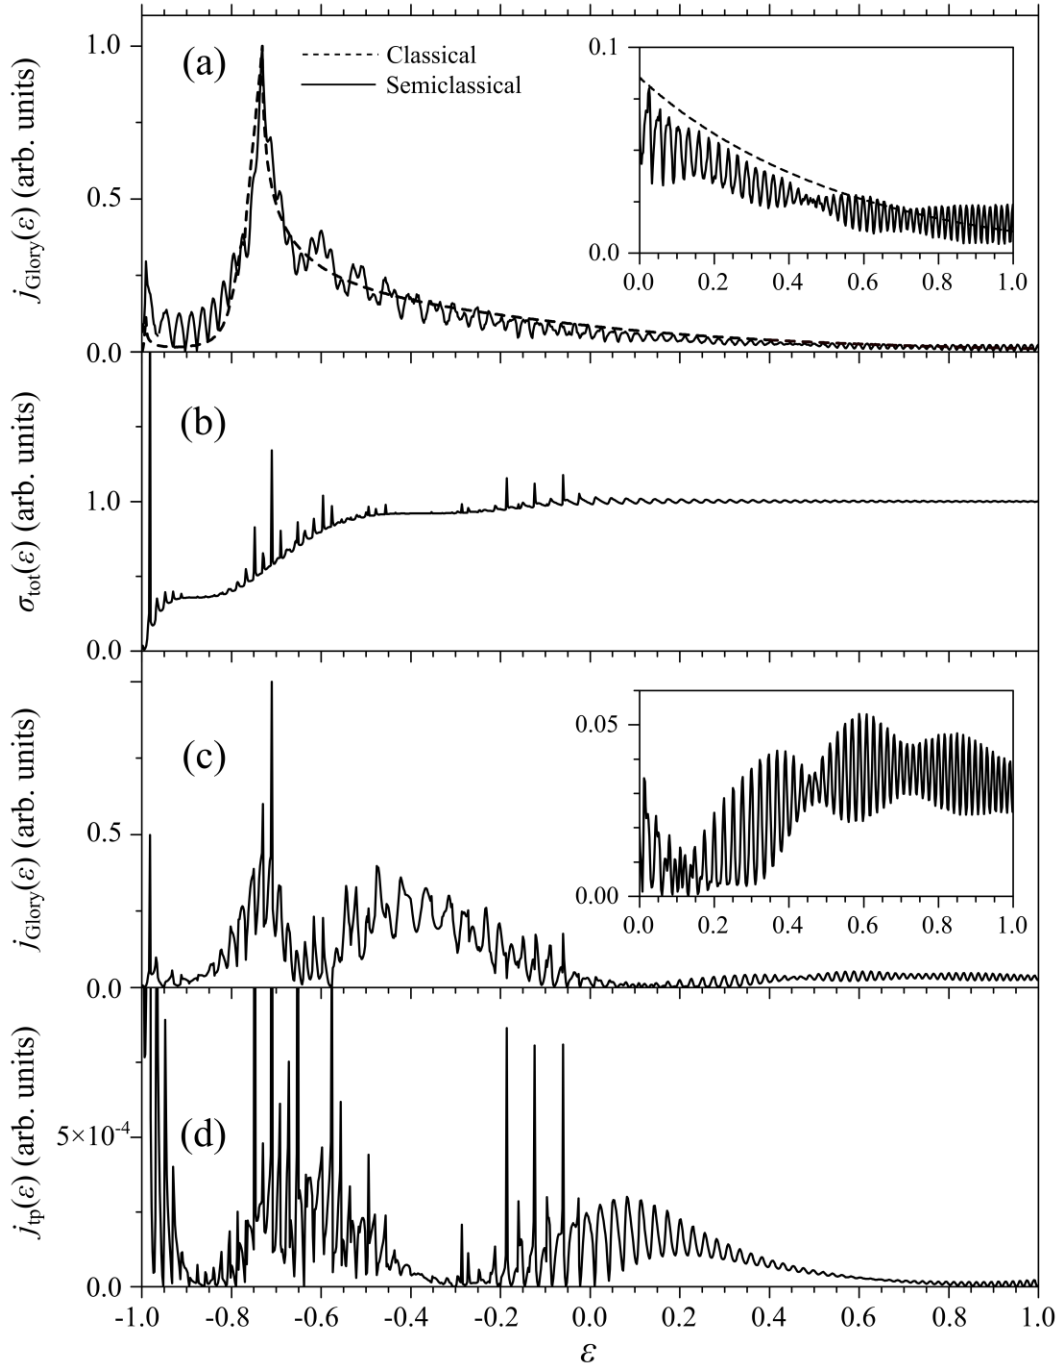 (a)
Classical
Semiclassical
j_Glory(ε) (arb. units)
1.0
0.5
0.0
0.1
0.0
0.0 0.2 0.4 0.6 0.8 1.0
(b)
σ_tot(ε) (arb. units)
1.0
0.0
(c)
j_Glory(ε) (arb. units)
0.5
0.0
0.05
0.00
0.0 0.2 0.4 0.6 0.8 1.0
(d)
j_tp(ε) (arb. units)
5×10⁻⁴
0.0
-1.0 -0.8 -0.6 -0.4 -0.2 0.0 0.2 0.4 0.6 0.8 1.0
ε